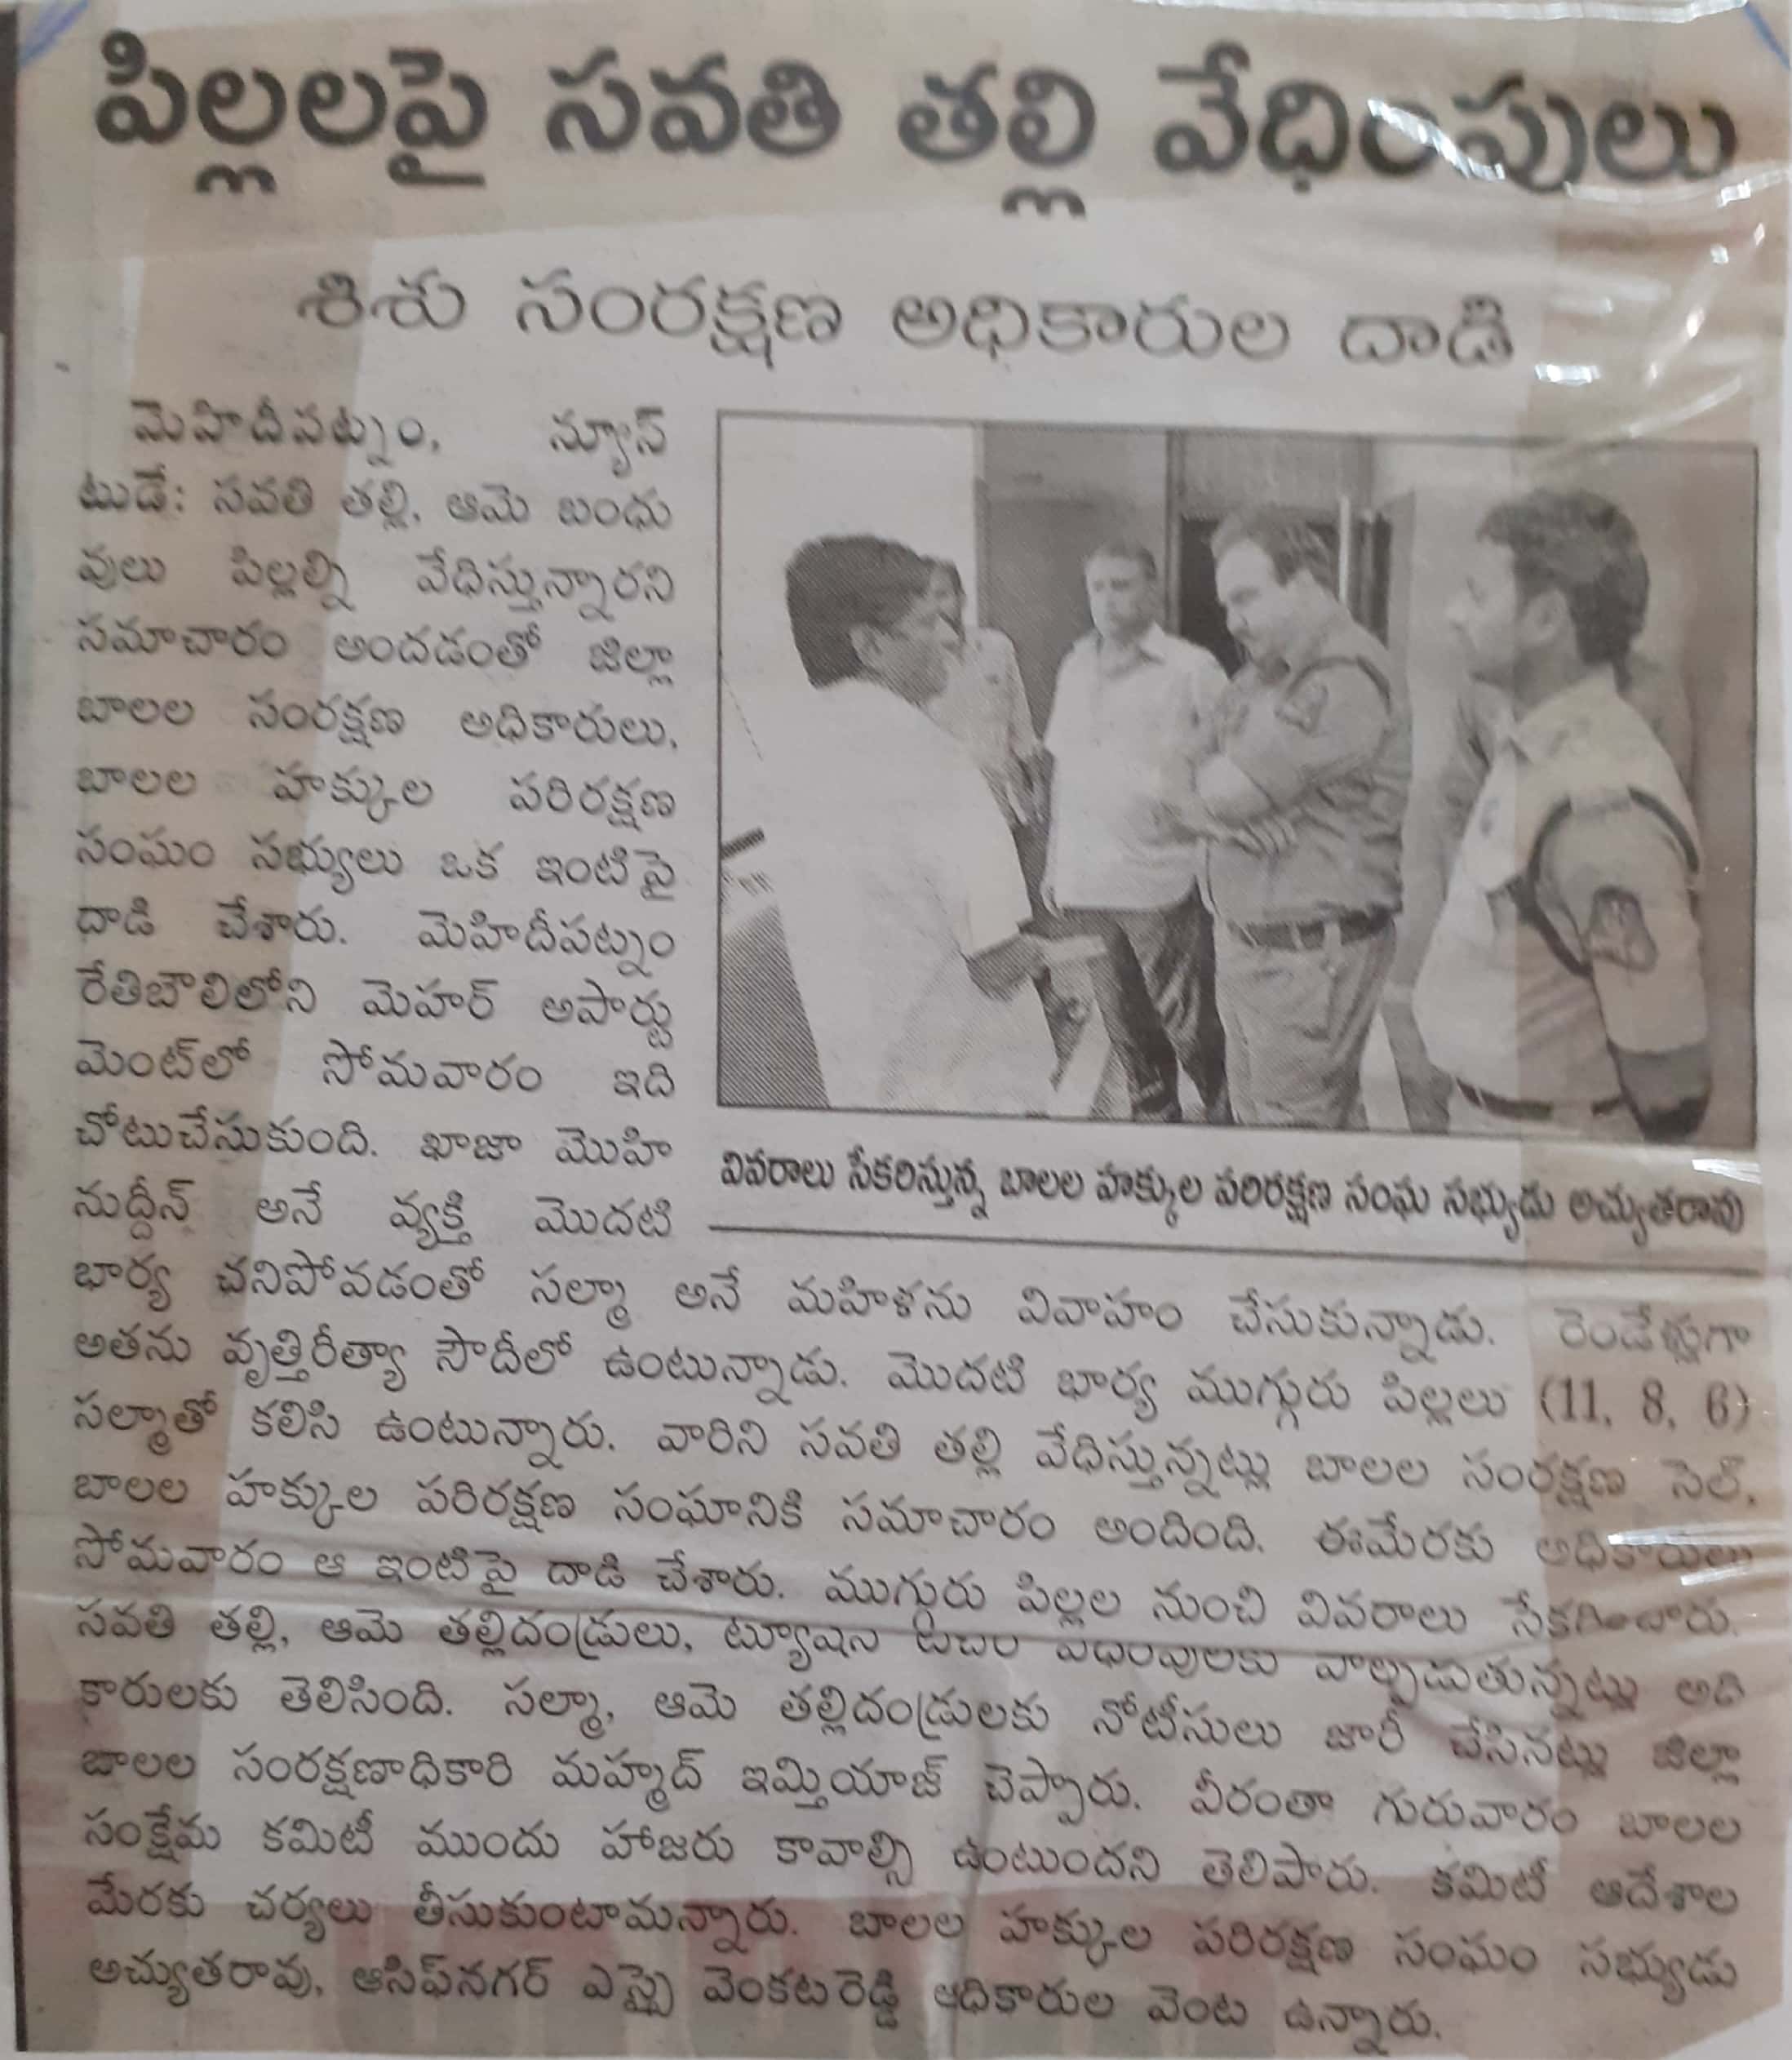 పిల్లలపై సవతి తల్లి వేధింపులు
శిశు సంరక్షణ అధికారుల దాడి
మెహిదీపట్నం, న్యూస్
టుడే: సవతి తల్లి, ఆమె బంధు
వులు పిల్లల్ని వేధిస్తున్నారని
సమాచారం అందడంతో జిల్లా
బాలల సంరక్షణ అధికారులు,
బాలల హక్కుల పరిరక్షణ
సంఘం సభ్యులు ఒక ఇంటిపై
దాడి చేశారు. మెహిదీపట్నం
రేతిబౌలిలోని మెహర్ అపార్టు
మెంట్‌లో సోమవారం ఇది
చోటుచేసుకుంది. ఖాజా మొహి
నుద్దీన్ అనే వ్యక్తి మొదటి
భార్య చనిపోవడంతో సల్మా అనే మహిళను వివాహం చేసుకున్నాడు. రెండేళ్లుగా
అతను వృత్తిరీత్యా సౌదీలో ఉంటున్నాడు. మొదటి భార్య ముగ్గురు పిల్లలు (11, 8, 6)
సల్మాతో కలిసి ఉంటున్నారు. వారిని సవతి తల్లి వేధిస్తున్నట్లు బాలల సంరక్షణ సెల్,
బాలల హక్కుల పరిరక్షణ సంఘానికి సమాచారం అందింది. ఈమేరకు అధికారులు
సోమవారం ఆ ఇంటిపై దాడి చేశారు. ముగ్గురు పిల్లల నుంచి వివరాలు సేకరించారు.
సవతి తల్లి, ఆమె తల్లిదండ్రులు, ట్యూషన్ టీచర్ వేధింపులకు పాల్పడుతున్నట్లు అధి
కారులకు తెలిసింది. సల్మా, ఆమె తల్లిదండ్రులకు నోటీసులు జారీ చేసినట్లు జిల్లా
బాలల సంరక్షణాధికారి మహ్మద్ ఇమ్తియాజ్ చెప్పారు. వీరంతా గురువారం బాలల
సంక్షేమ కమిటీ ముందు హాజరు కావాల్సి ఉంటుందని తెలిపారు. కమిటీ ఆదేశాల
మేరకు చర్యలు తీసుకుంటామన్నారు. బాలల హక్కుల పరిరక్షణ సంఘం సభ్యుడు
అచ్యుతరావు, ఆసిఫ్‌నగర్ ఎస్సై వెంకటరెడ్డి అధికారుల వెంట ఉన్నారు.
వివరాలు సేకరిస్తున్న బాలల హక్కుల పరిరక్షణ సంఘ సభ్యుడు అచ్యుతరావు